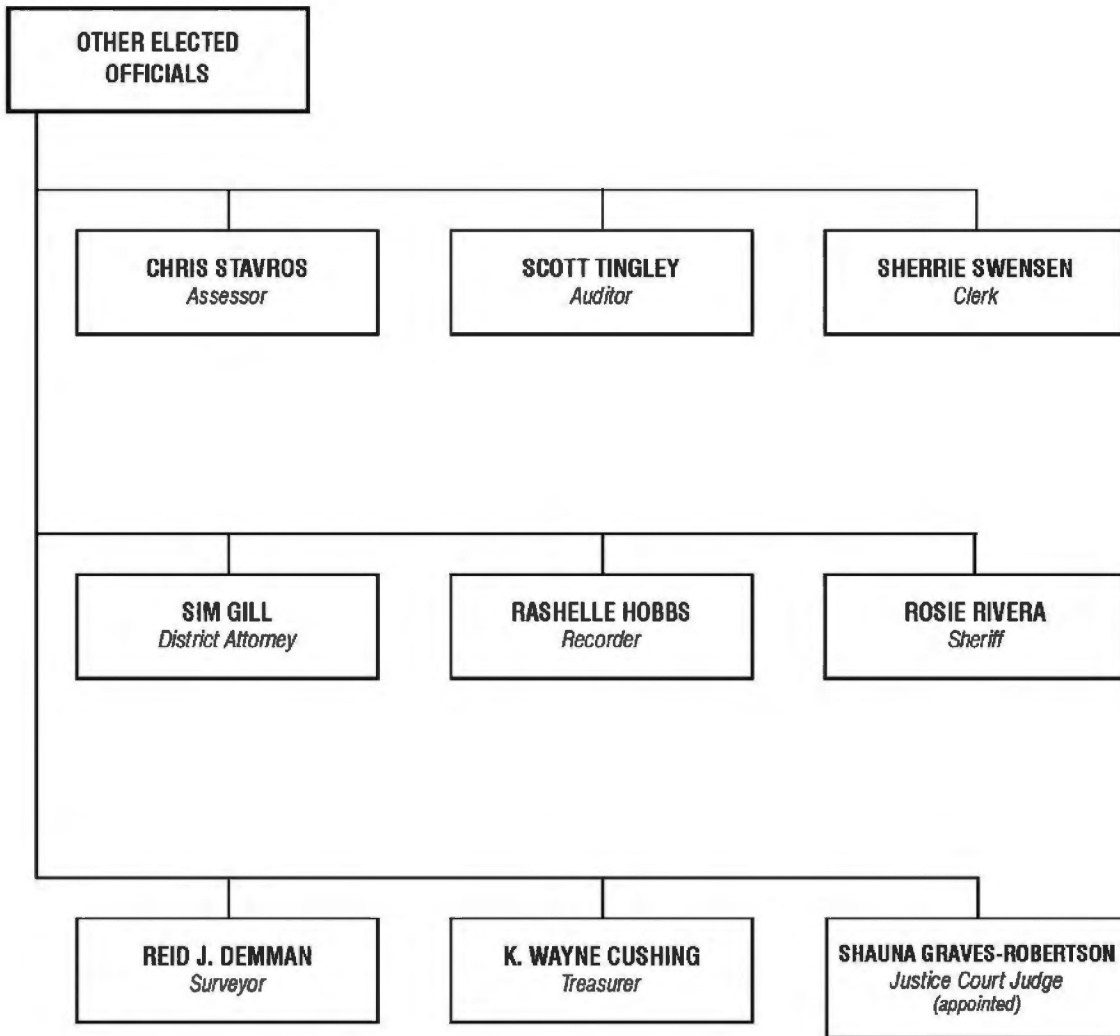 OTHER ELECTED
OFFICIALS
CHRIS STAVROS
Assessor
SCOTT TINGLEY
Auditor
SHERRIE SWENSEN
Clerk
SIM GILL
District Attorney
RASHELLE HOBBS
Recorder
ROSIE RIVERA
Sheriff
REID J. DEMMAN
Surveyor
K. WAYNE CUSHING
Treasurer
SHAUNA GRAVES-ROBERTSON
Justice Court Judge
(appointed)